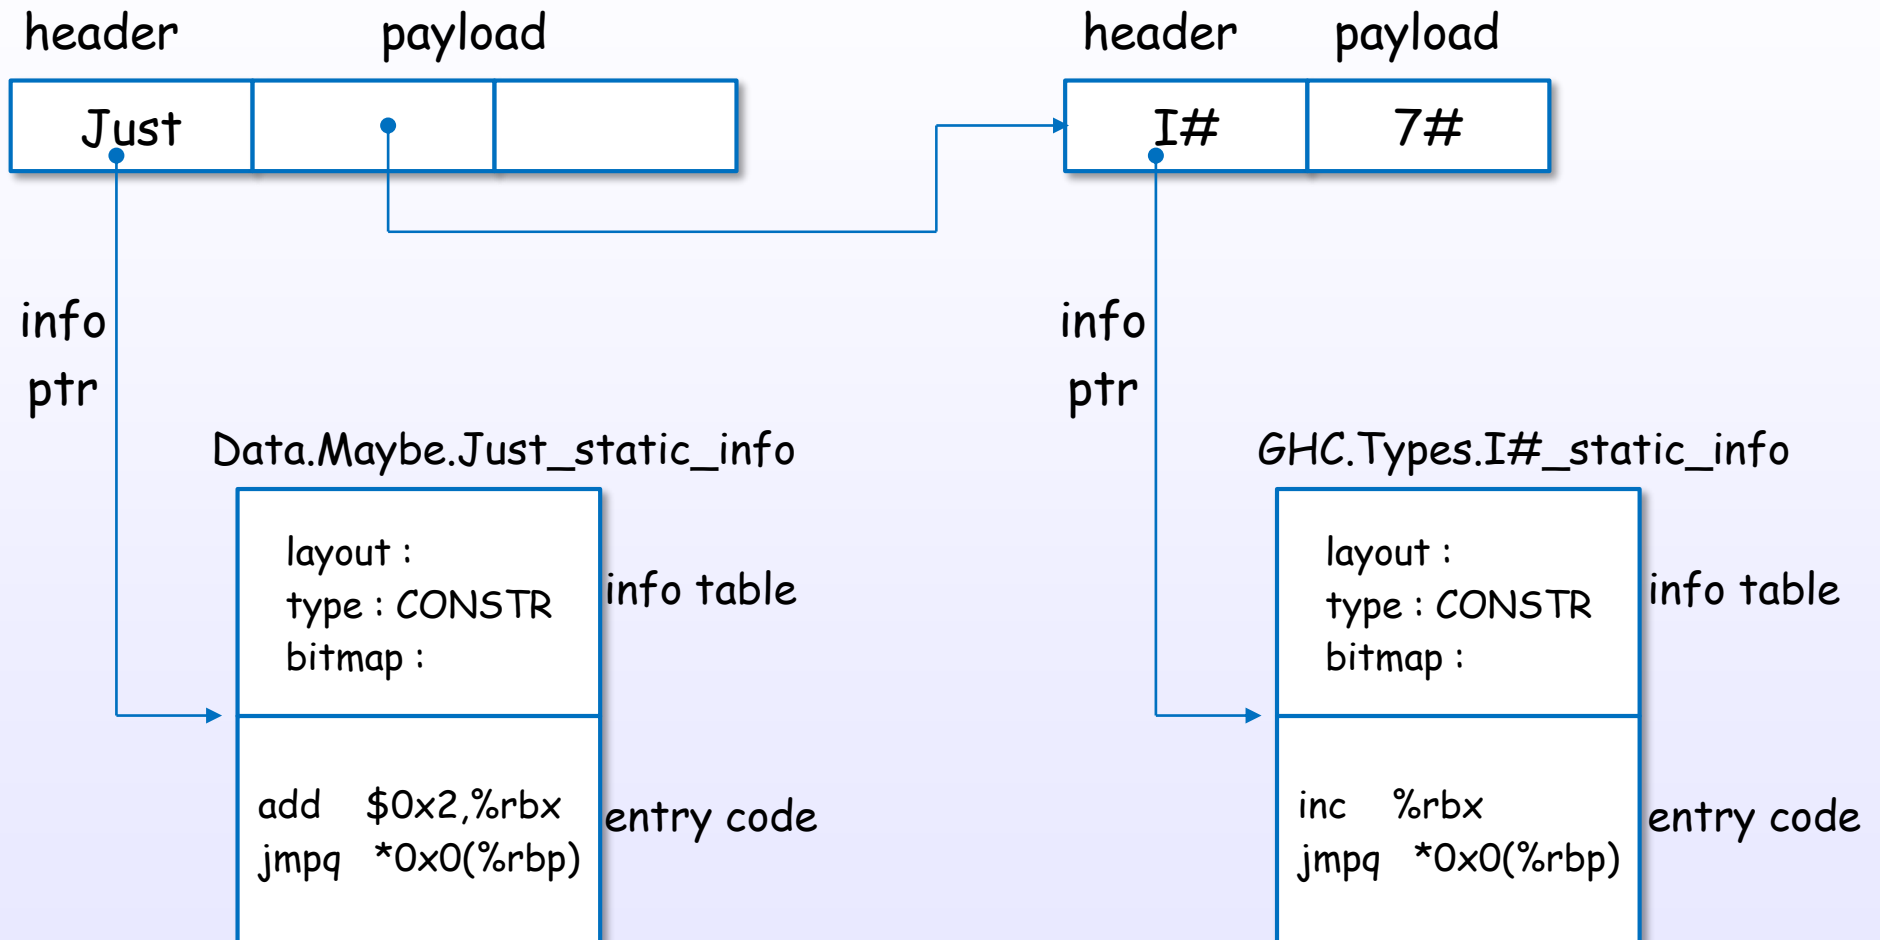 header payload header payload
Just I# 7#
info
ptr
info
ptr
Data.Maybe.Just_static_info
GHC.Types.I#_static_info
layout :
type : CONSTR
bitmap :
info table
layout :
type : CONSTR
bitmap :
info table
add $0x2,%rbx
jmpq *0x0(%rbp)
entry code
inc %rbx
jmpq *0x0(%rbp)
entry code